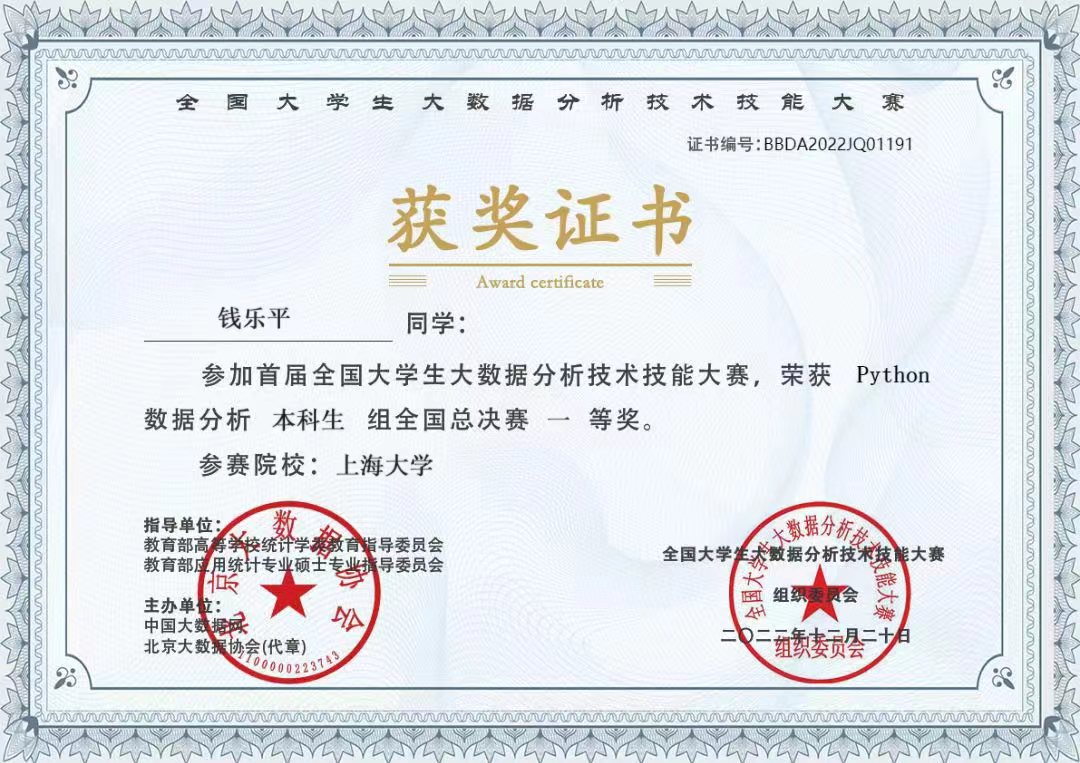 全国大学生大数据分析技术技能大赛
证书编号：BBDA2022JQ01191
获奖证书
Award certificate
钱乐平 同学：
参加首届全国大学生大数据分析技术技能大赛，荣获 Python
数据分析 本科生 组全国总决赛 一 等奖。
参赛院校：上海大学
指导单位：
教育部高等学校统计学类教育指导委员会
教育部应用统计专业硕士专业指导委员会
主办单位：
中国大数据网
北京大数据协会(代章)
北京大数据协会
1100000223743
全国大学生大数据分析技术技能大赛
组织委员会
二〇二二年十二月二十日
全国大学生大数据分析技术技能大赛
组织委员会